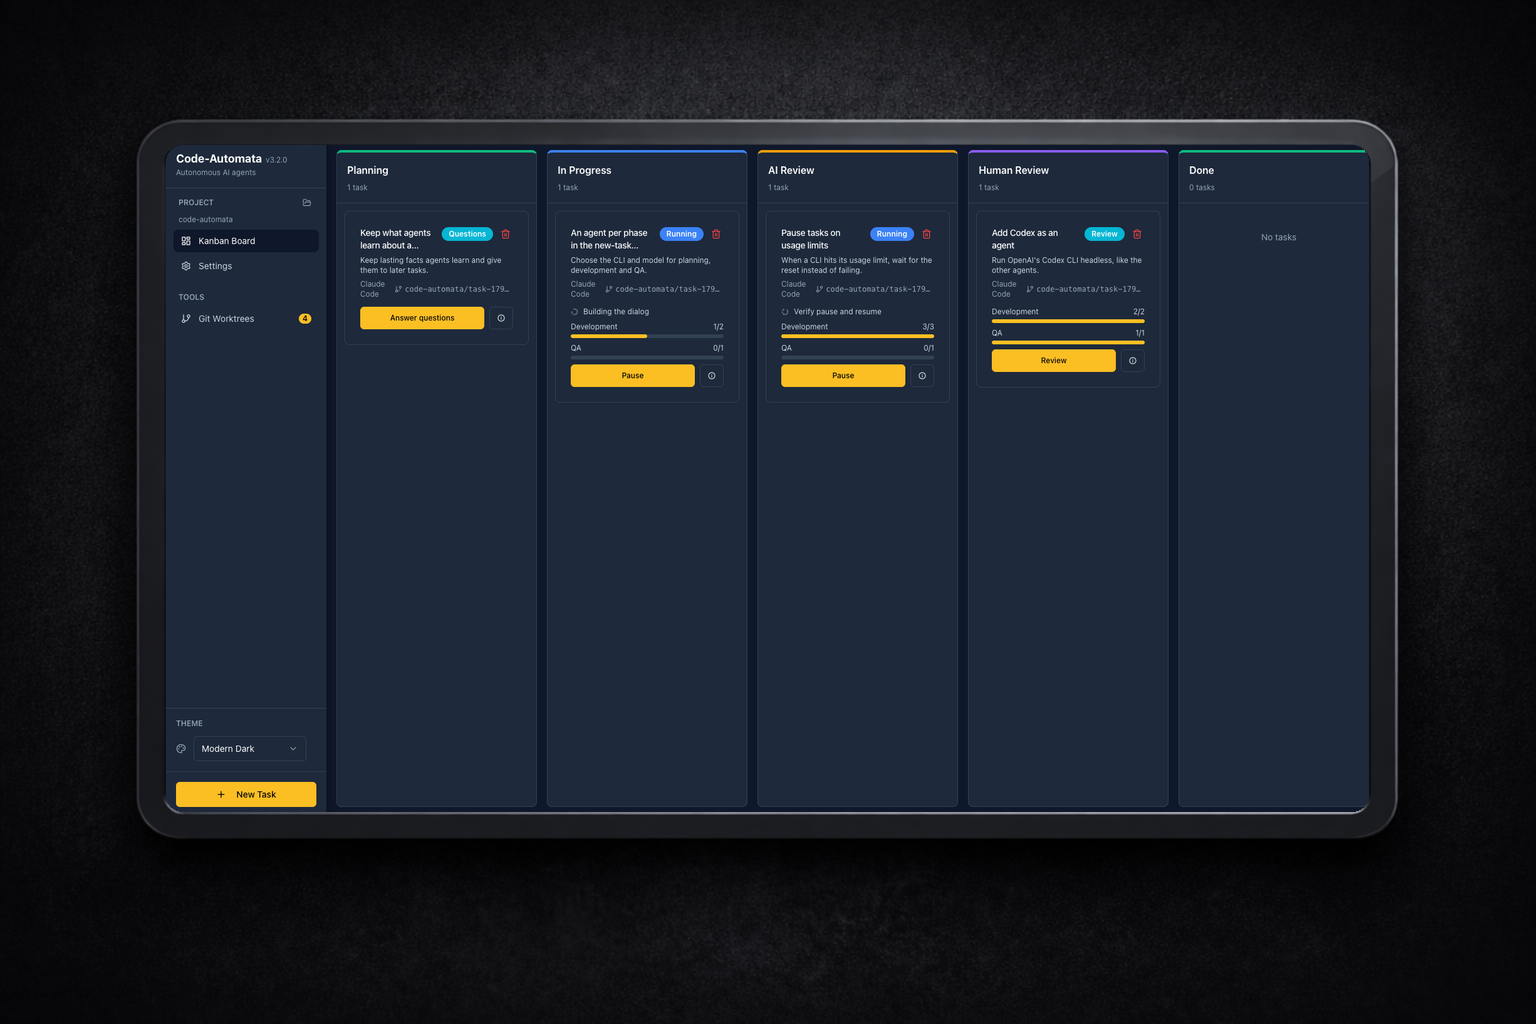 Code-Automata v3.2.0
Autonomous AI agents
PROJECT
code-automata
Kanban Board
Settings
TOOLS
Git Worktrees 4
THEME
Modern Dark
New Task
Planning
1 task
Keep what agents
learn about a...
Questions
Keep lasting facts agents learn and give
them to later tasks.
Claude
Code
code-automata/task-179…
Answer questions
In Progress
1 task
An agent per phase
in the new-task...
Running
Choose the CLI and model for planning,
development and QA.
Claude
Code
code-automata/task-179…
Building the dialog
Development 1/2
QA 0/1
Pause
AI Review
1 task
Pause tasks on
usage limits
Running
When a CLI hits its usage limit, wait for the
reset instead of failing.
Claude
Code
code-automata/task-179…
Verify pause and resume
Development 3/3
QA 0/1
Pause
Human Review
1 task
Add Codex as an
agent
Review
Run OpenAI's Codex CLI headless, like the
other agents.
Claude
Code
code-automata/task-179…
Development 2/2
QA 1/1
Review
Done
0 tasks
No tasks